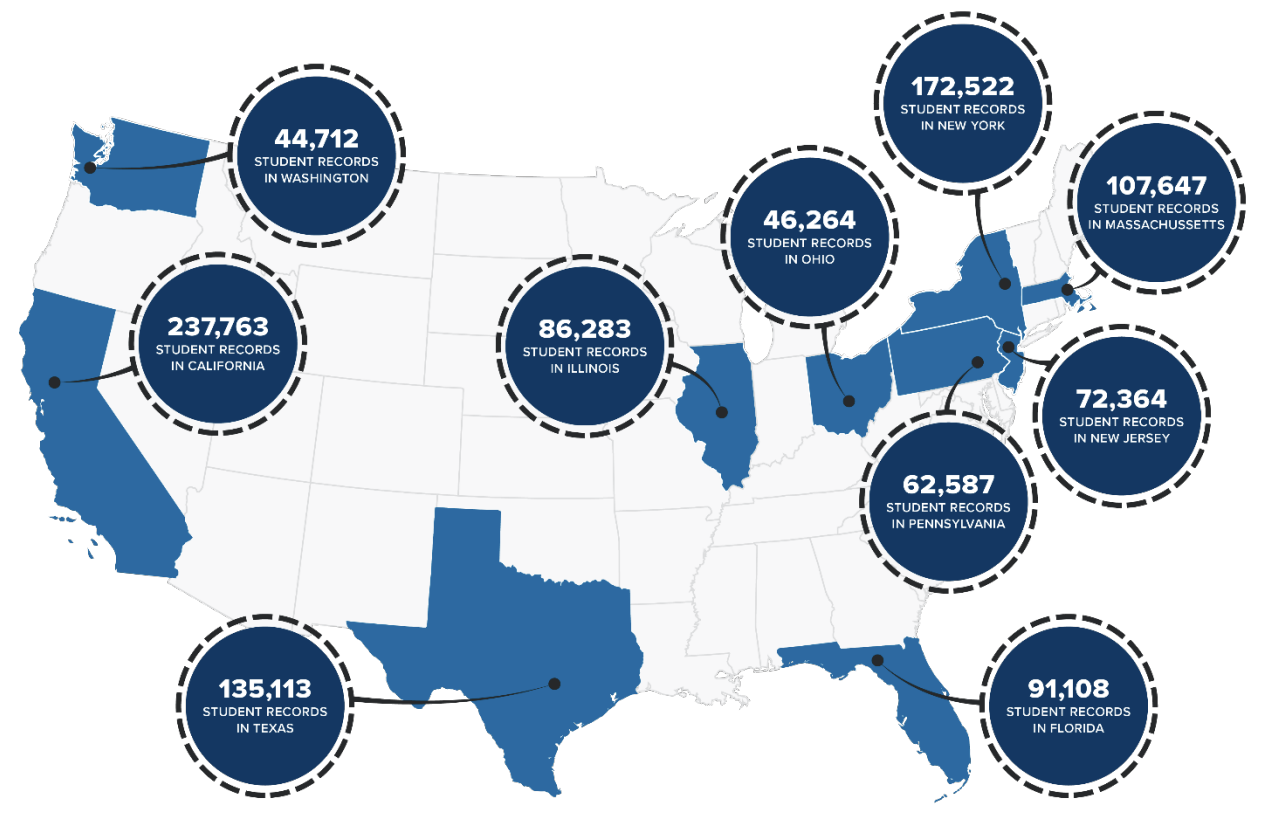 172,522
STUDENT RECORDS
IN NEW YORK
44,712
STUDENT RECORDS
IN WASHINGTON
107,647
STUDENT RECORDS
IN MASSACHUSSETTS
46,264
STUDENT RECORDS
IN OHIO
237,763
STUDENT RECORDS
IN CALIFORNIA
86,283
STUDENT RECORDS
IN ILLINOIS
72,364
STUDENT RECORDS
IN NEW JERSEY
62,587
STUDENT RECORDS
IN PENNSYLVANIA
135,113
STUDENT RECORDS
IN TEXAS
91,108
STUDENT RECORDS
IN FLORIDA